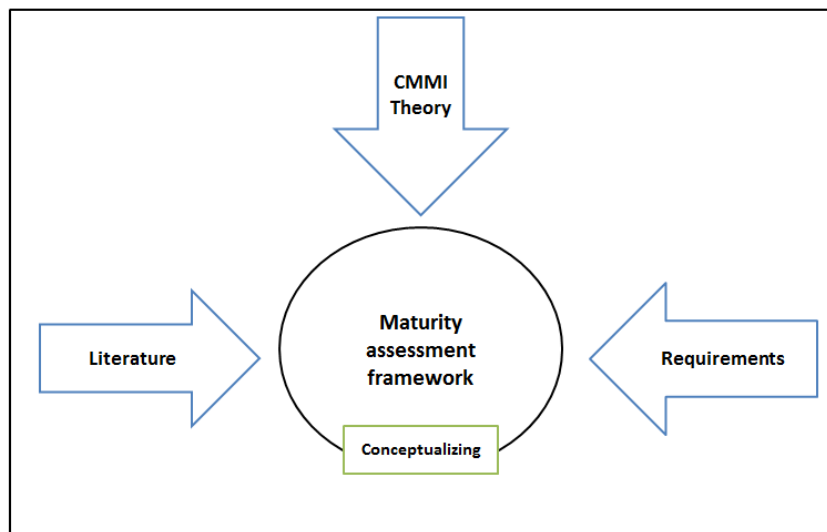 CMMI
Theory
Literature
Maturity
assessment
framework
Requirements
Conceptualizing